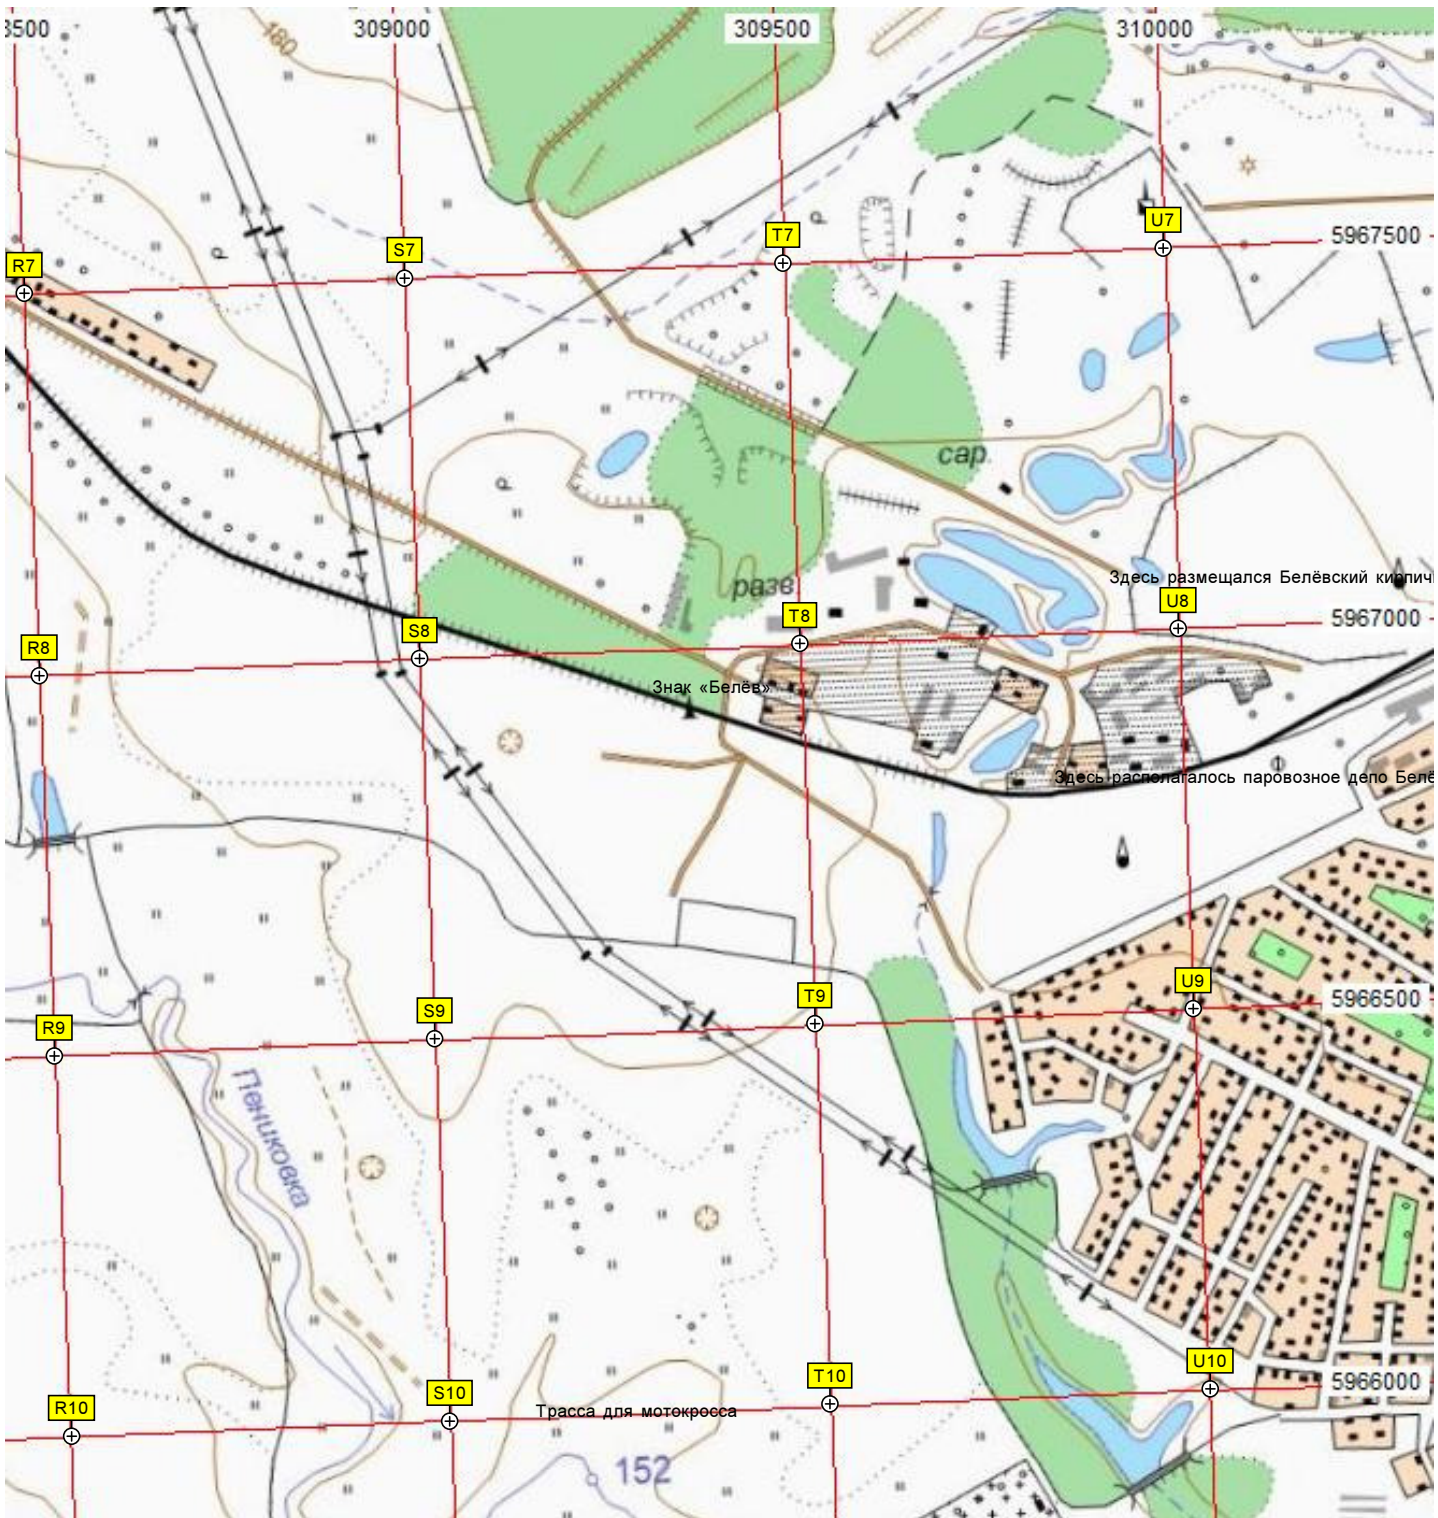 3500 309000 309500 310000
180
U7
T7
5967500
S7
R7
сар.
разв.
Здесь размещался Белёвский кирпич
U8
T8
5967000
S8
R8
Знак «Белёв»
Здесь располагалось паровозное депо Белё
U9
T9
5966500
S9
R9
Пениковка
U10
T10
5966000
S10
R10
Трасса для мотокросса
152